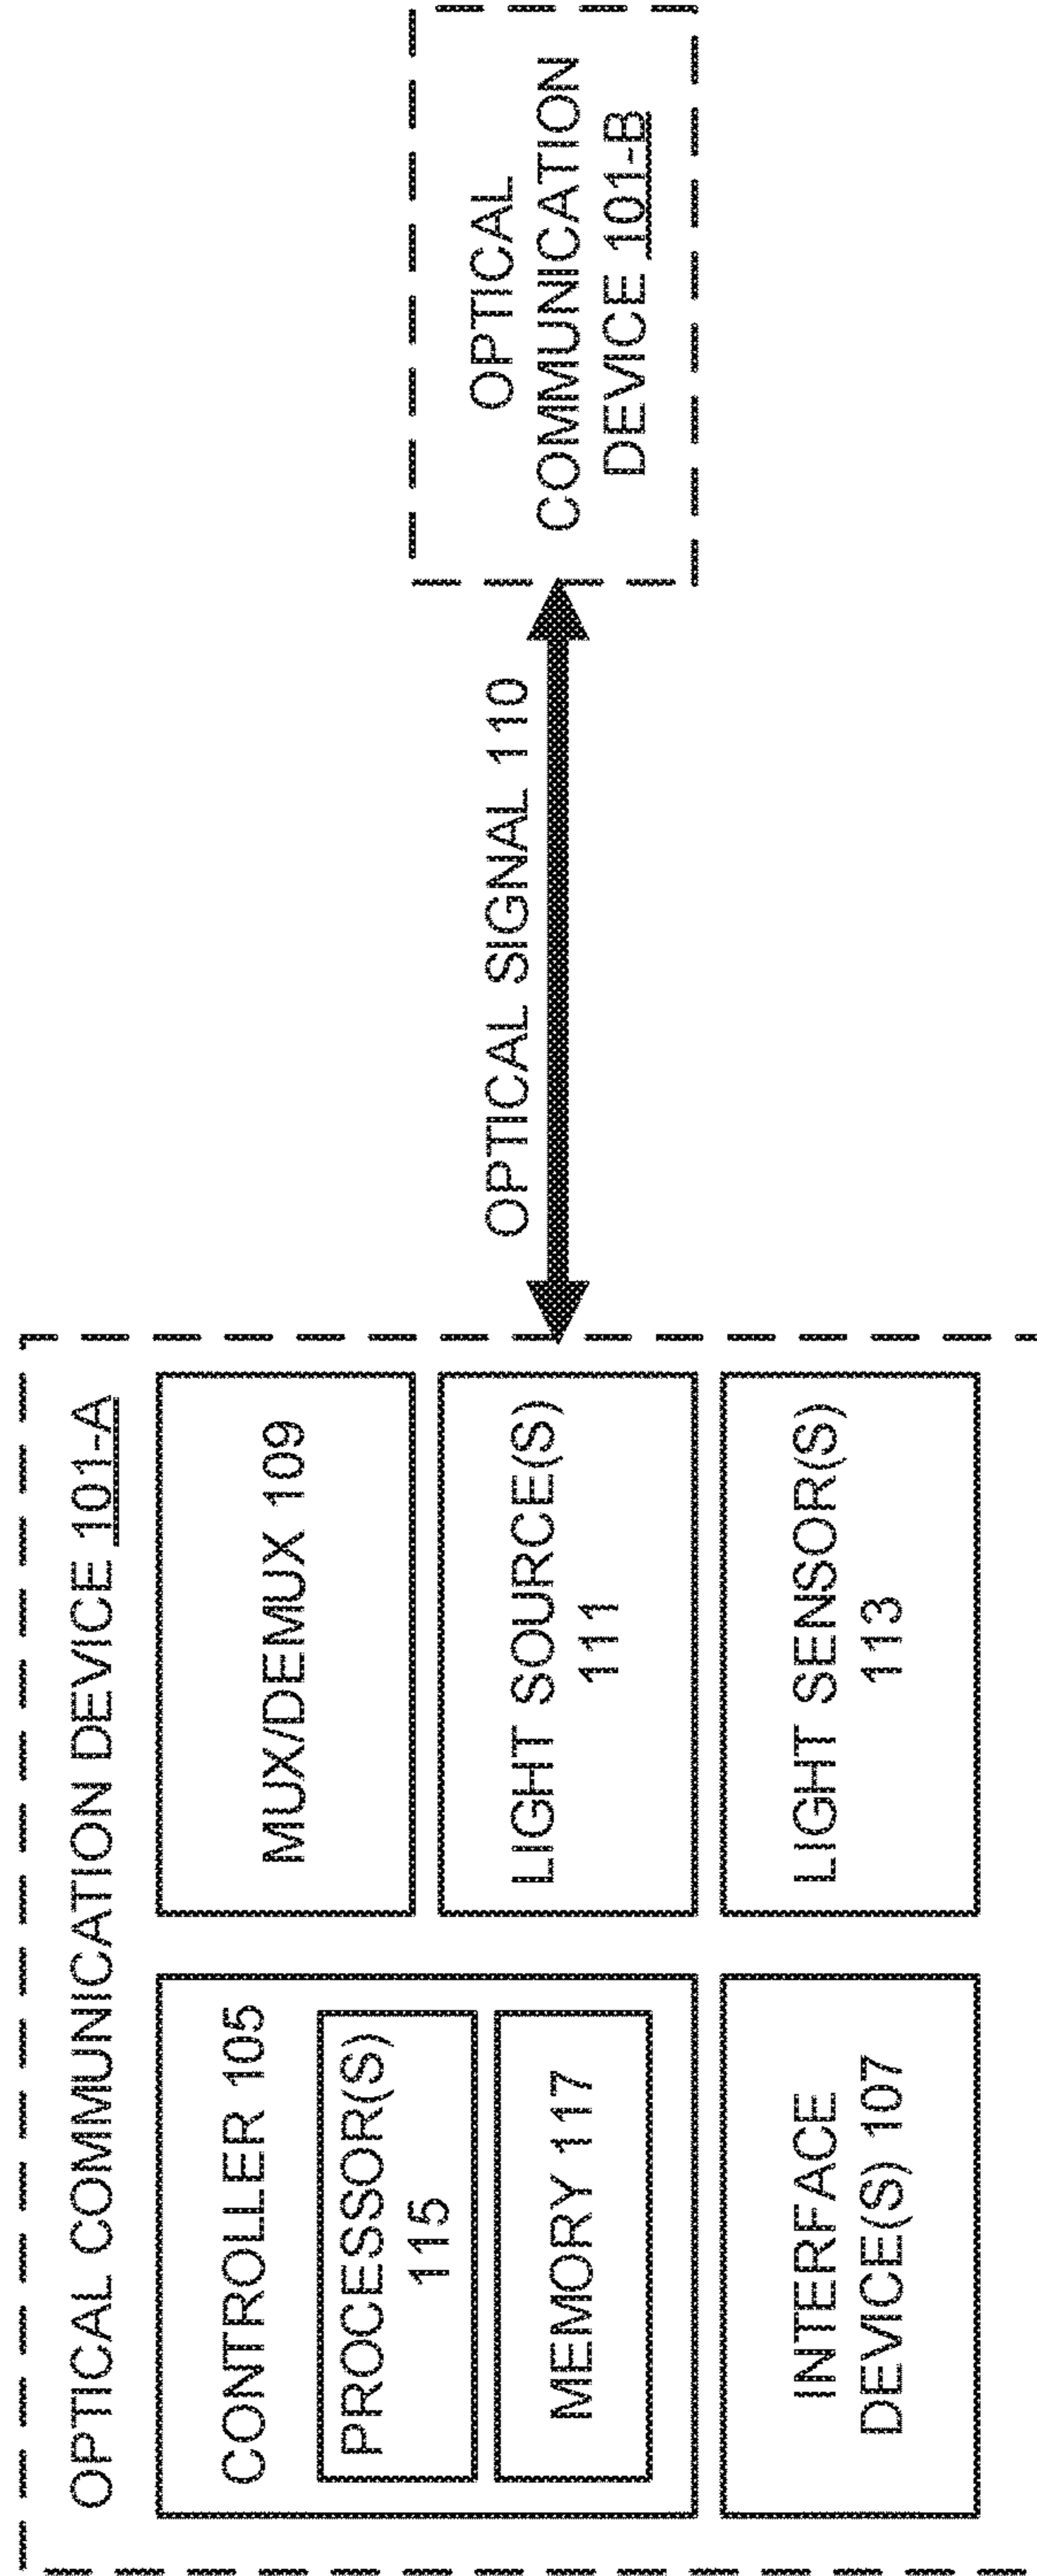 OPTICAL COMMUNICATION DEVICE 101-A
CONTROLLER 105
PROCESSOR(S)
115
MEMORY 117
INTERFACE
DEVICE(S) 107
MUX/DEMUX 109
LIGHT SOURCE(S)
111
LIGHT SENSOR(S)
113
OPTICAL SIGNAL 110
OPTICAL
COMMUNICATION
DEVICE 101-B